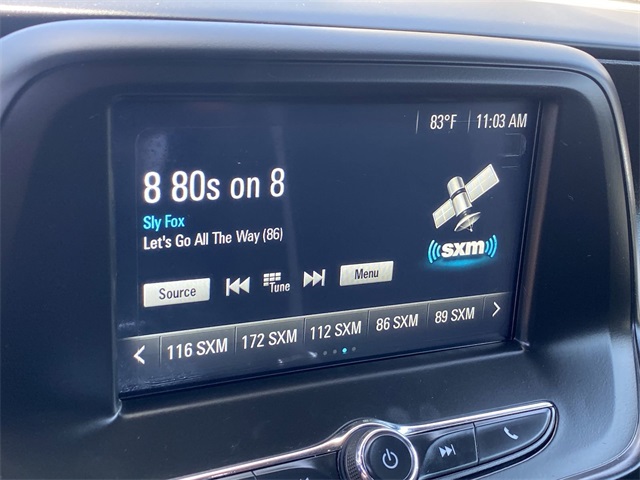 83°F 11:03 AM
8 80s on 8
Sly Fox
Let's Go All The Way (86)
sxm
Source Tune Menu
116 SXM 172 SXM 112 SXM 86 SXM 89 SXM